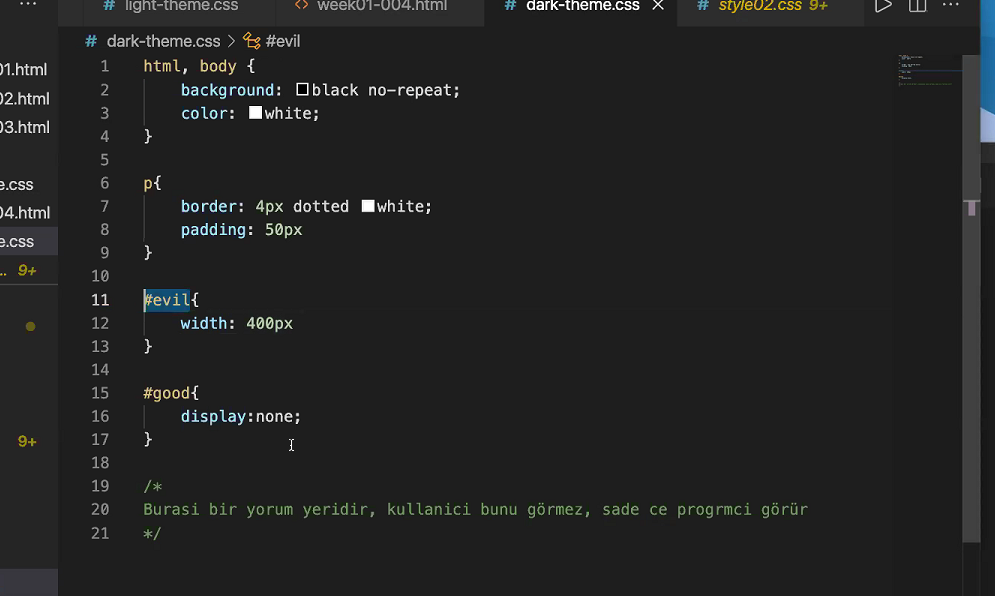 ... # light-theme.css <> week01-004.html # dark-theme.css × # style02.css 9+ ...
# dark-theme.css > #evil
01.html
02.html
03.html
e.css
04.html
e.css
... 9+
9+
1 html, body {
2 background: black no-repeat;
3 color: white;
4 }
5
6 p{
7 border: 4px dotted white;
8 padding: 50px
9 }
10
11 #evil{
12 width: 400px
13 }
14
15 #good{
16 display:none;
17 }
18
19 /*
20 Burasi bir yorum yeridir, kullanici bunu görmez, sade ce progrmci görür
21 */